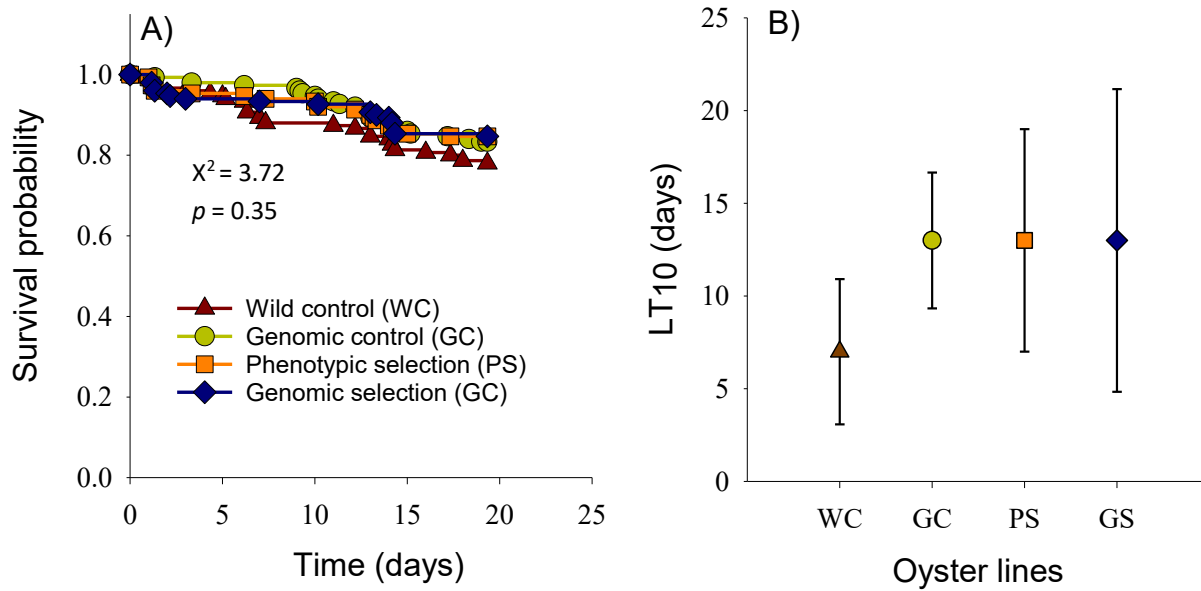 A)
Survival probability
1.0
0.8
0.6
0.4
0.2
0.0
X² = 3.72
p = 0.35
Wild control (WC)
Genomic control (GC)
Phenotypic selection (PS)
Genomic selection (GC)
0 5 10 15 20 25
Time (days)
B)
LT10 (days)
25
20
15
10
5
0
WC GC PS GS
Oyster lines